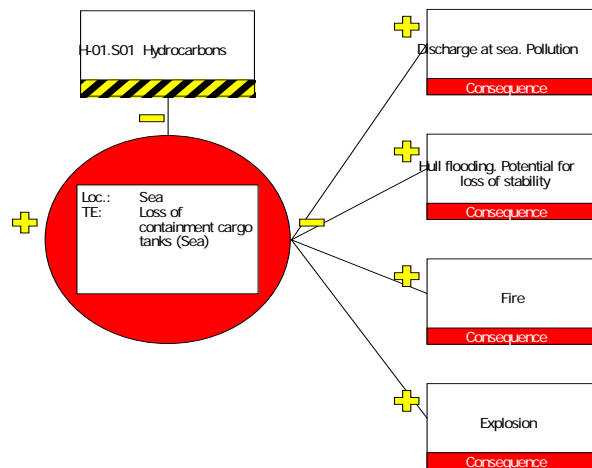 H-01.S01 Hydrocarbons
Loc.: Sea
TE: Loss of
containment cargo
tanks (Sea)
Discharge at sea. Pollution
Consequence
Hull flooding. Potential for
loss of stability
Consequence
Fire
Consequence
Explosion
Consequence